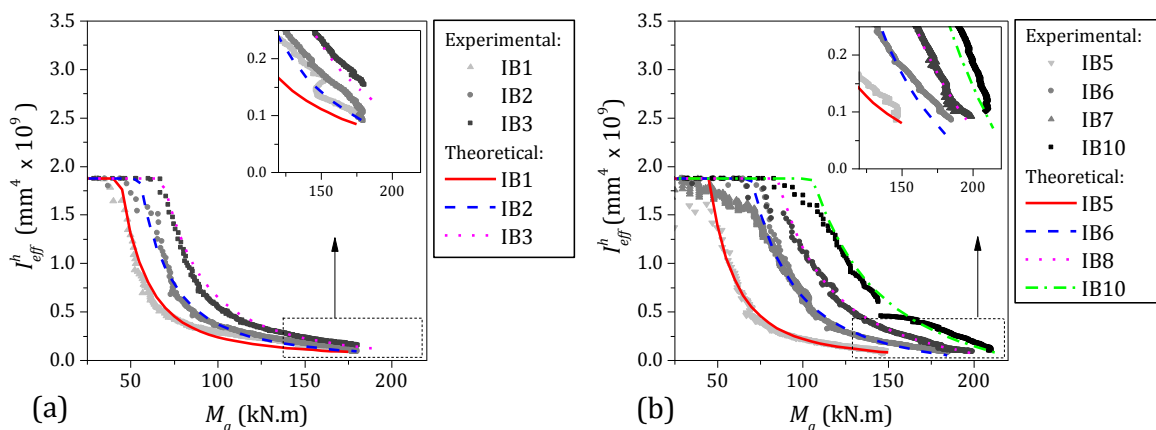 3.5
3.0
2.5
2.0
1.5
1.0
0.5
0.0
50
100
150
200
I^h_eff (mm^4 x 10^9)
M_a (kN.m)
(a)
0.2
0.1
0.0
150
200
Experimental:
IB1
IB2
IB3
Theoretical:
IB1
IB2
IB3
3.5
3.0
2.5
2.0
1.5
1.0
0.5
0.0
50
100
150
200
I^h_eff (mm^4 x 10^9)
M_a (kN.m)
(b)
0.2
0.1
0.0
150
200
Experimental:
IB5
IB6
IB7
IB10
Theoretical:
IB5
IB6
IB8
IB10